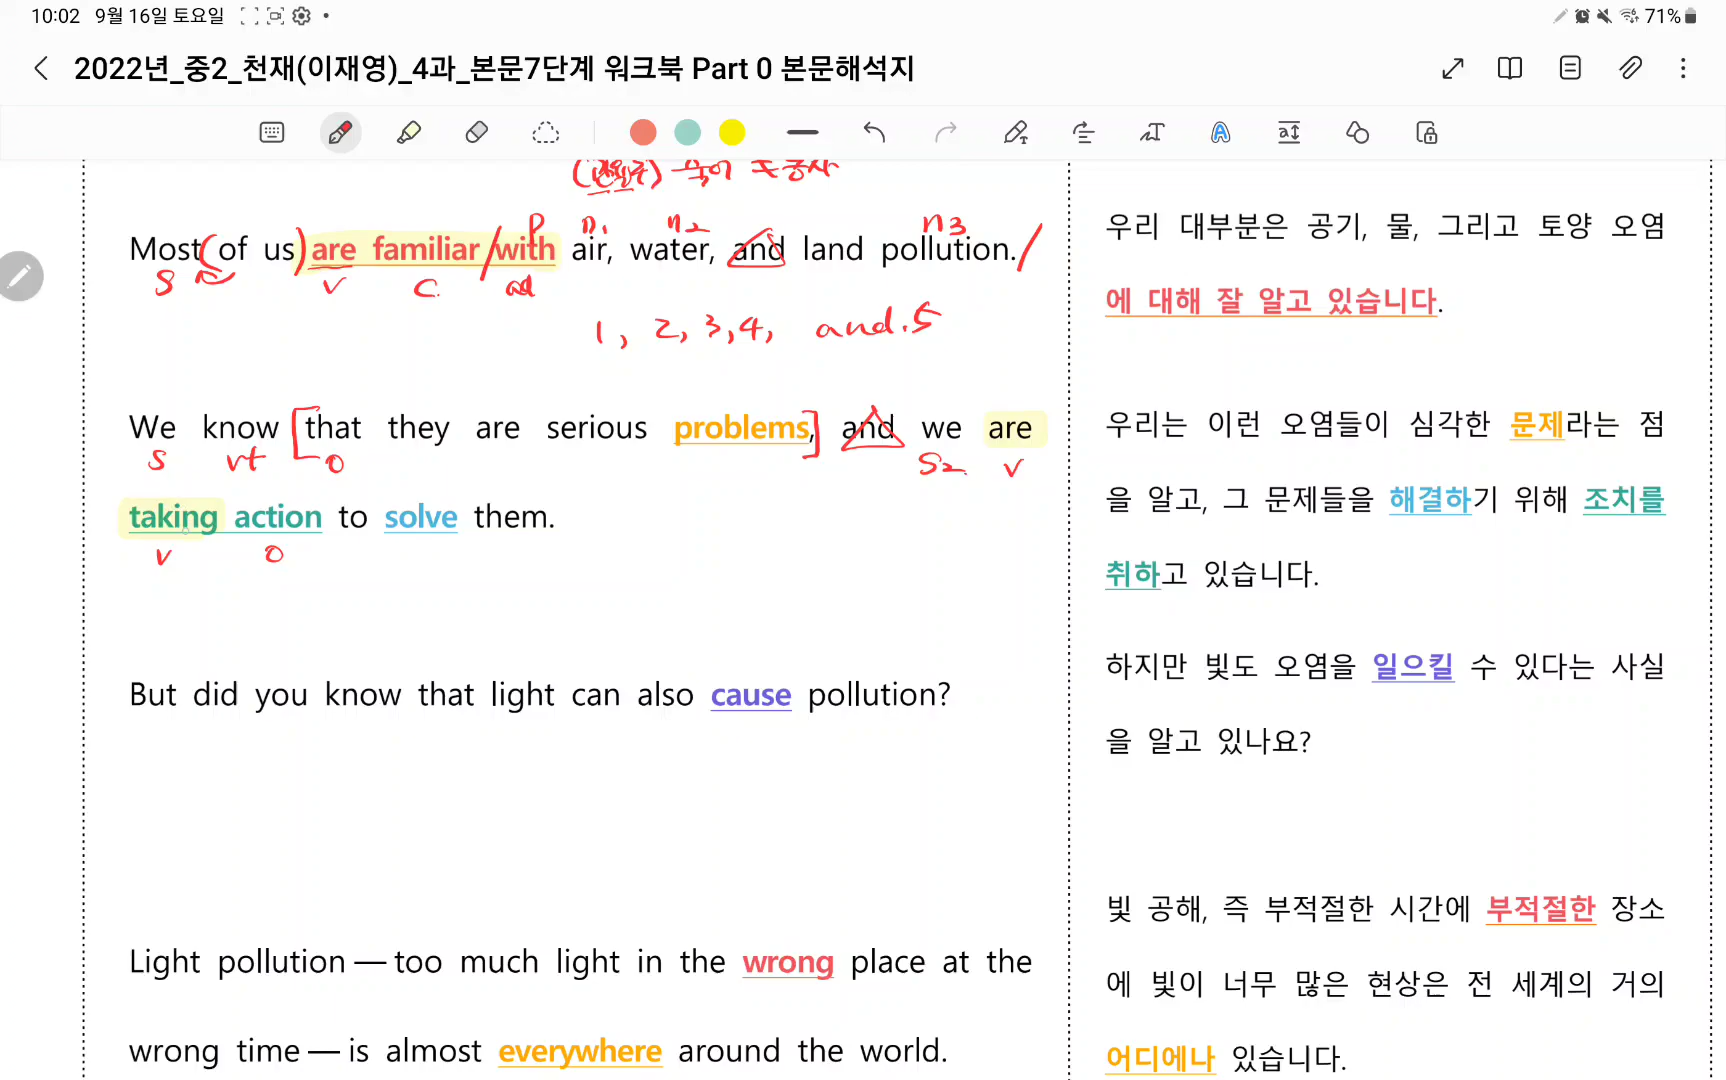 10:02 9월 16일 토요일
71%
2022년_중2_천재(이재영)_4과_본문7단계 워크북 Part 0 본문해석지
p n1 n2 n3
Most of us are familiar with air, water, and land pollution.
S v C ad
1, 2, 3, 4, and. 5
We know that they are serious problems, and we are
S vt o S2 v
taking action to solve them.
v o
But did you know that light can also cause pollution?
Light pollution — too much light in the wrong place at the
wrong time — is almost everywhere around the world.
우리 대부분은 공기, 물, 그리고 토양 오염
에 대해 잘 알고 있습니다.
우리는 이런 오염들이 심각한 문제라는 점
을 알고, 그 문제들을 해결하기 위해 조치를
취하고 있습니다.
하지만 빛도 오염을 일으킬 수 있다는 사실
을 알고 있나요?
빛 공해, 즉 부적절한 시간에 부적절한 장소
에 빛이 너무 많은 현상은 전 세계의 거의
어디에나 있습니다.